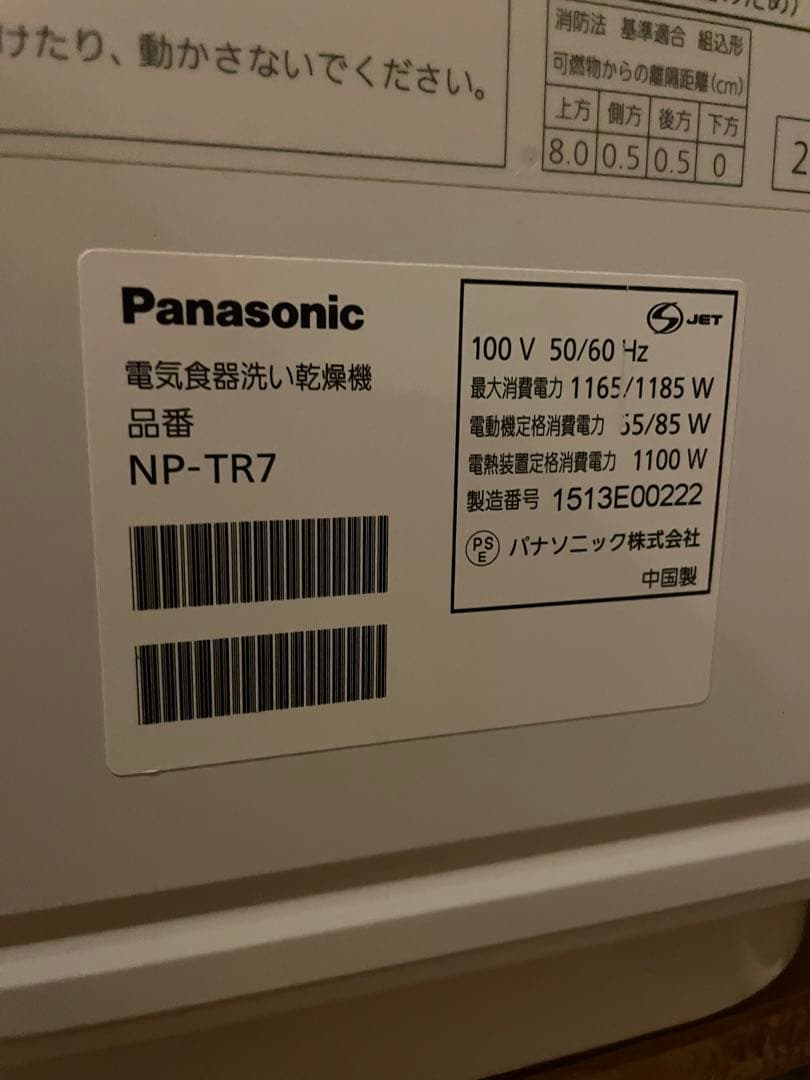 けたり、動かさないでください。
消防法 基準適合 組込形
可燃物からの離隔距離(cm)
上方 側方 後方 下方
8.0 0.5 0.5 0
2
Panasonic
電気食器洗い乾燥機
品番
NP-TR7
JET
100 V 50/60 Hz
最大消費電力 1165/1185 W
電動機定格消費電力 65/85 W
電熱装置定格消費電力 1100 W
製造番号 1513E00222
PSE パナソニック株式会社
中国製